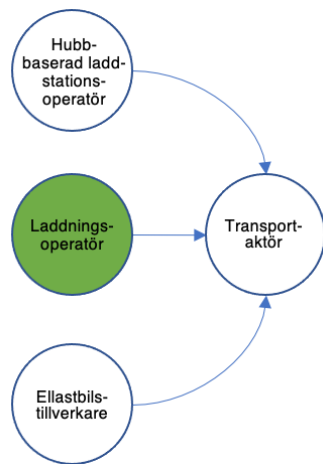 Hubb-
baserad ladd-
stations-
operatör
Laddnings-
operatör
Transport-
aktör
Ellastbils-
tillverkare